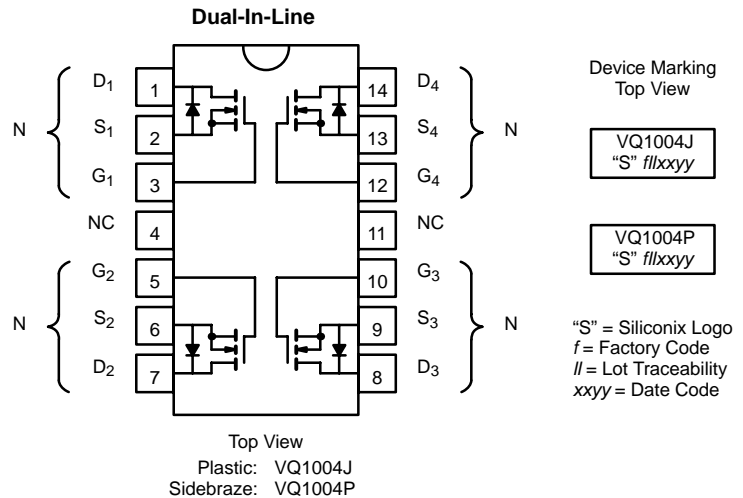 Dual-In-Line
D1 1 14 D4
N S1 2 13 S4 N
G1 3 12 G4
NC 4 11 NC
G2 5 10 G3
N S2 6 9 S3 N
D2 7 8 D3
Top View
Plastic: VQ1004J
Sidebraze: VQ1004P
Device Marking
Top View
VQ1004J
“S” fllxxyy
VQ1004P
“S” fllxxyy
“S” = Siliconix Logo
f = Factory Code
ll = Lot Traceability
xxyy = Date Code